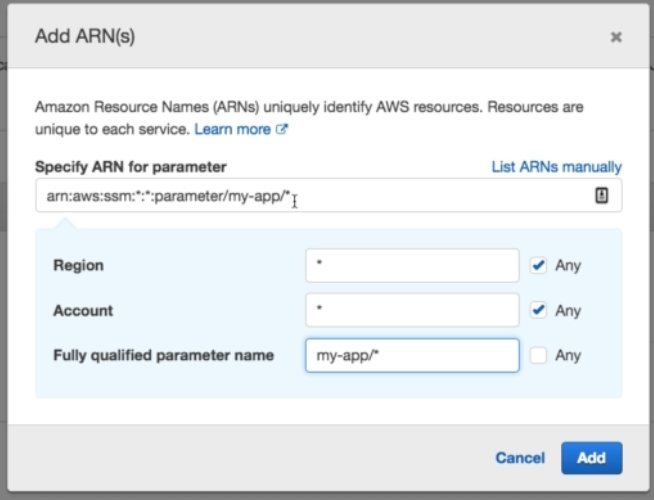 Add ARN(s)
Amazon Resource Names (ARNs) uniquely identify AWS resources. Resources are
unique to each service. Learn more
Specify ARN for parameter List ARNs manually
arn:aws:ssm:*:*:parameter/my-app/*
Region * Any
Account * Any
Fully qualified parameter name my-app/* Any
Cancel Add